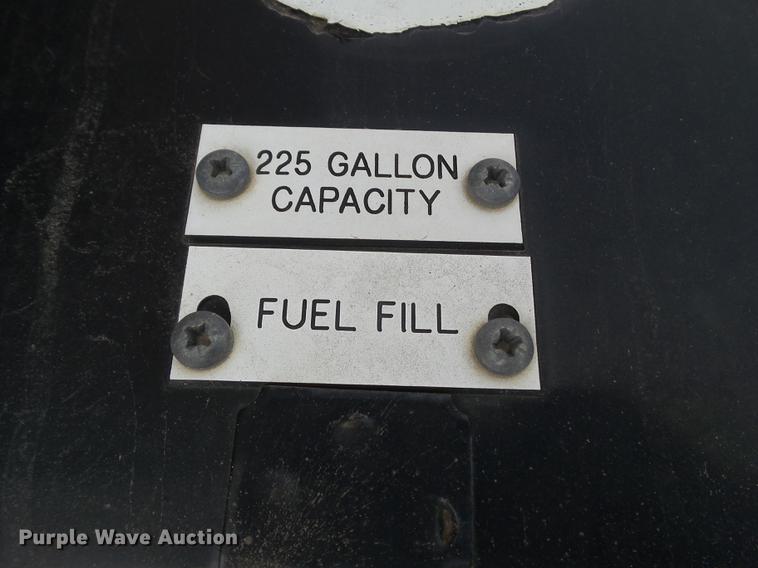 225 GALLON
CAPACITY
FUEL FILL
Purple Wave Auction